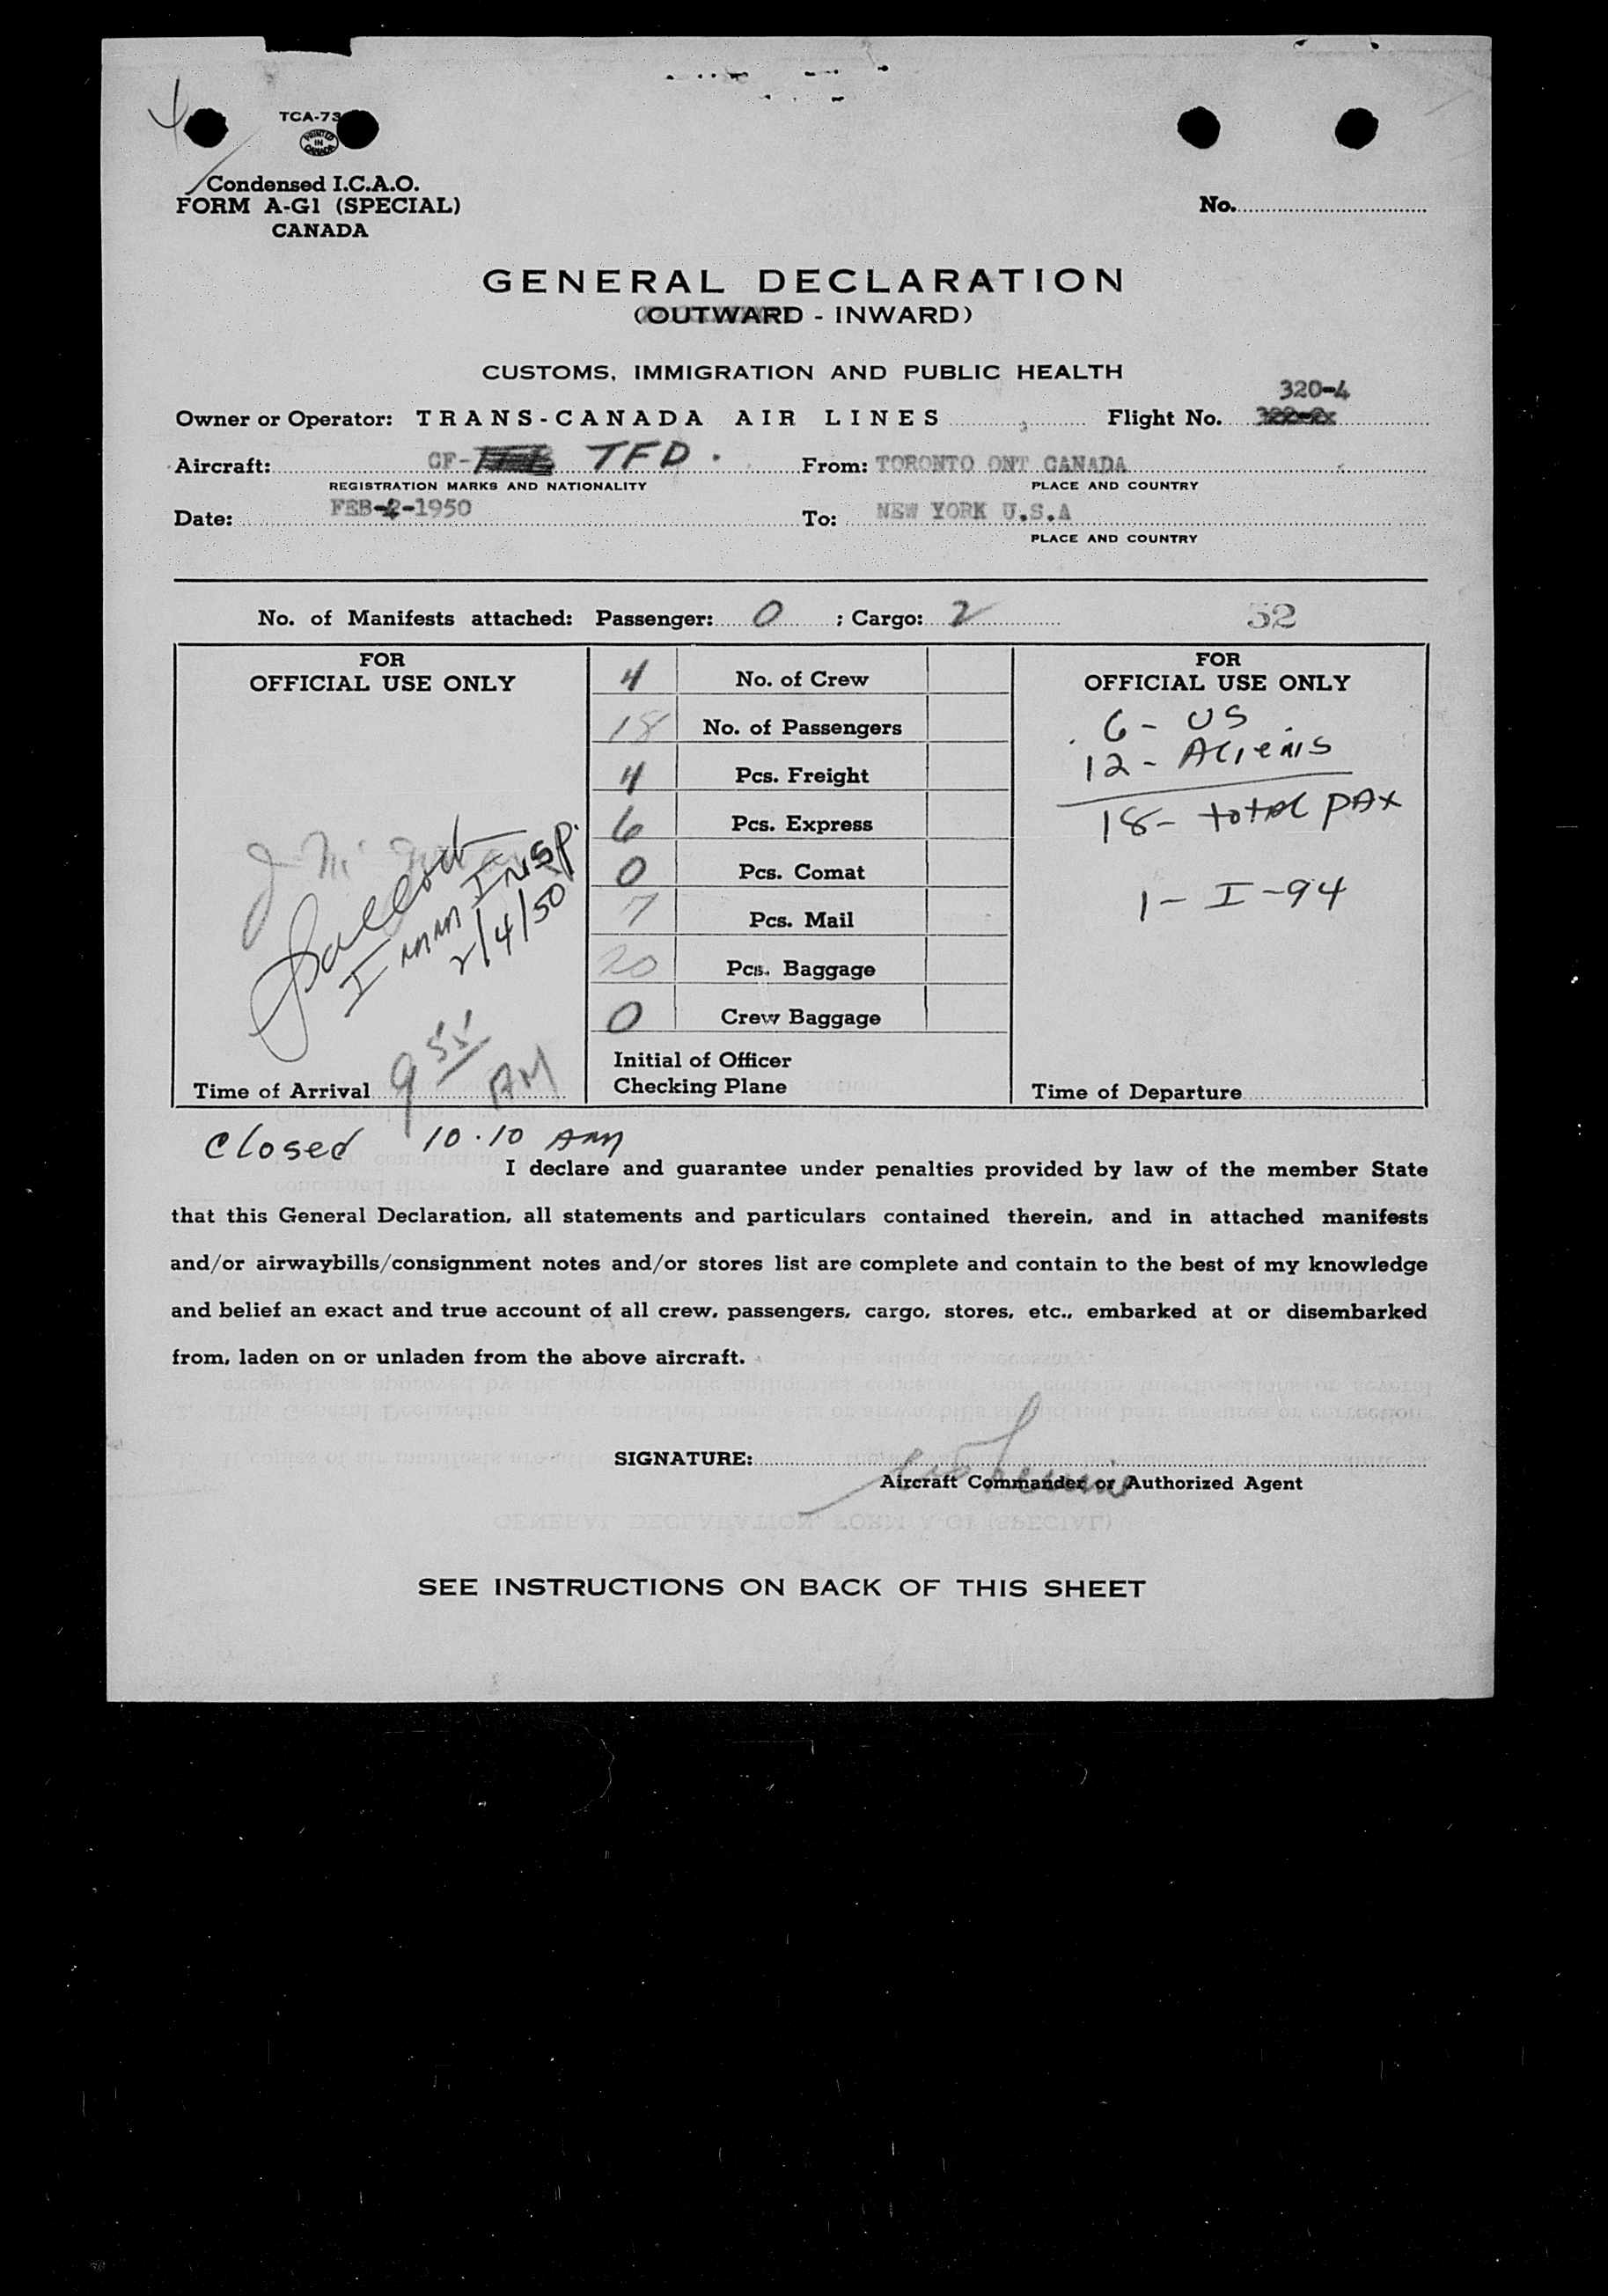 TCA-73
PRINTED IN CANADA
Condensed I.C.A.O.
FORM A-G1 (SPECIAL)
CANADA
No.
GENERAL DECLARATION
(OUTWARD - INWARD)
CUSTOMS, IMMIGRATION AND PUBLIC HEALTH
320-4
Owner or Operator: TRANS-CANADA AIR LINES Flight No.
Aircraft: CF- TFD. From: TORONTO ONT CANADA
REGISTRATION MARKS AND NATIONALITY PLACE AND COUNTRY
Date: FEB-4-1950 To: NEW YORK U.S.A
PLACE AND COUNTRY
No. of Manifests attached: Passenger: 0 ; Cargo: 2 52
FOR
OFFICIAL USE ONLY
Imm Insp.
2/4/50
Time of Arrival 9 55 AM
4 No. of Crew
18 No. of Passengers
4 Pcs. Freight
6 Pcs. Express
0 Pcs. Comat
7 Pcs. Mail
20 Pcs. Baggage
0 Crew Baggage
Initial of Officer
Checking Plane
FOR
OFFICIAL USE ONLY
6 - US
12 - Aliens
18 - total pax
1 - I-94
Time of Departure
Closed 10.10 AM
I declare and guarantee under penalties provided by law of the member State
that this General Declaration, all statements and particulars contained therein, and in attached manifests
and/or airwaybills/consignment notes and/or stores list are complete and contain to the best of my knowledge
and belief an exact and true account of all crew, passengers, cargo, stores, etc., embarked at or disembarked
from, laden on or unladen from the above aircraft.
SIGNATURE:
Aircraft Commander or Authorized Agent
SEE INSTRUCTIONS ON BACK OF THIS SHEET